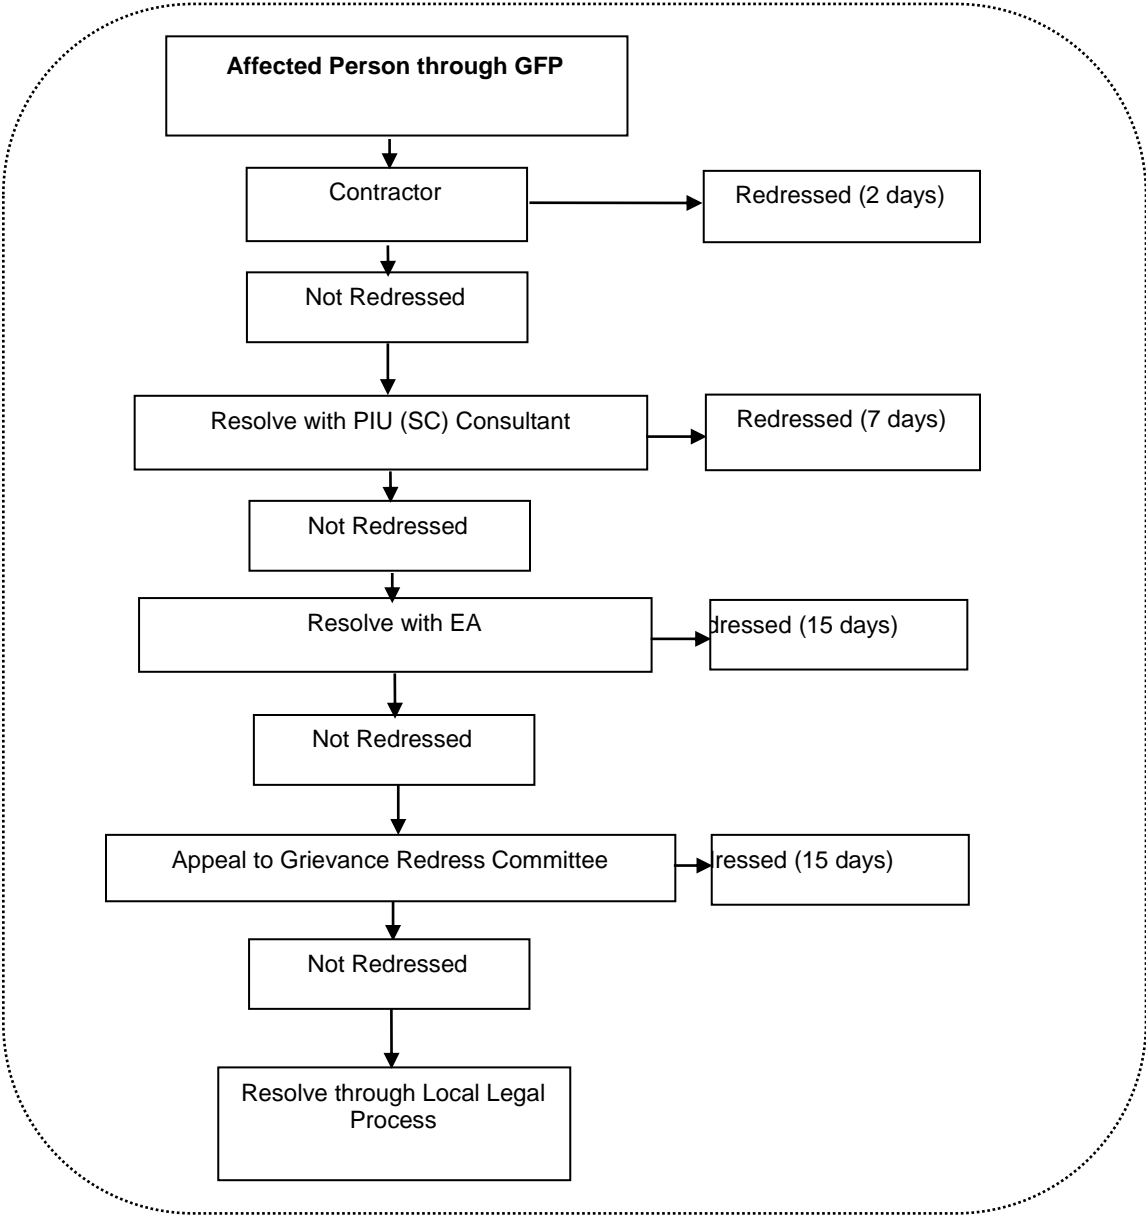 Affected Person through GFP
Contractor
Redressed (2 days)
Not Redressed
Resolve with PIU (SC) Consultant
Redressed (7 days)
Not Redressed
Resolve with EA
dressed (15 days)
Not Redressed
Appeal to Grievance Redress Committee
ressed (15 days)
Not Redressed
Resolve through Local Legal
Process